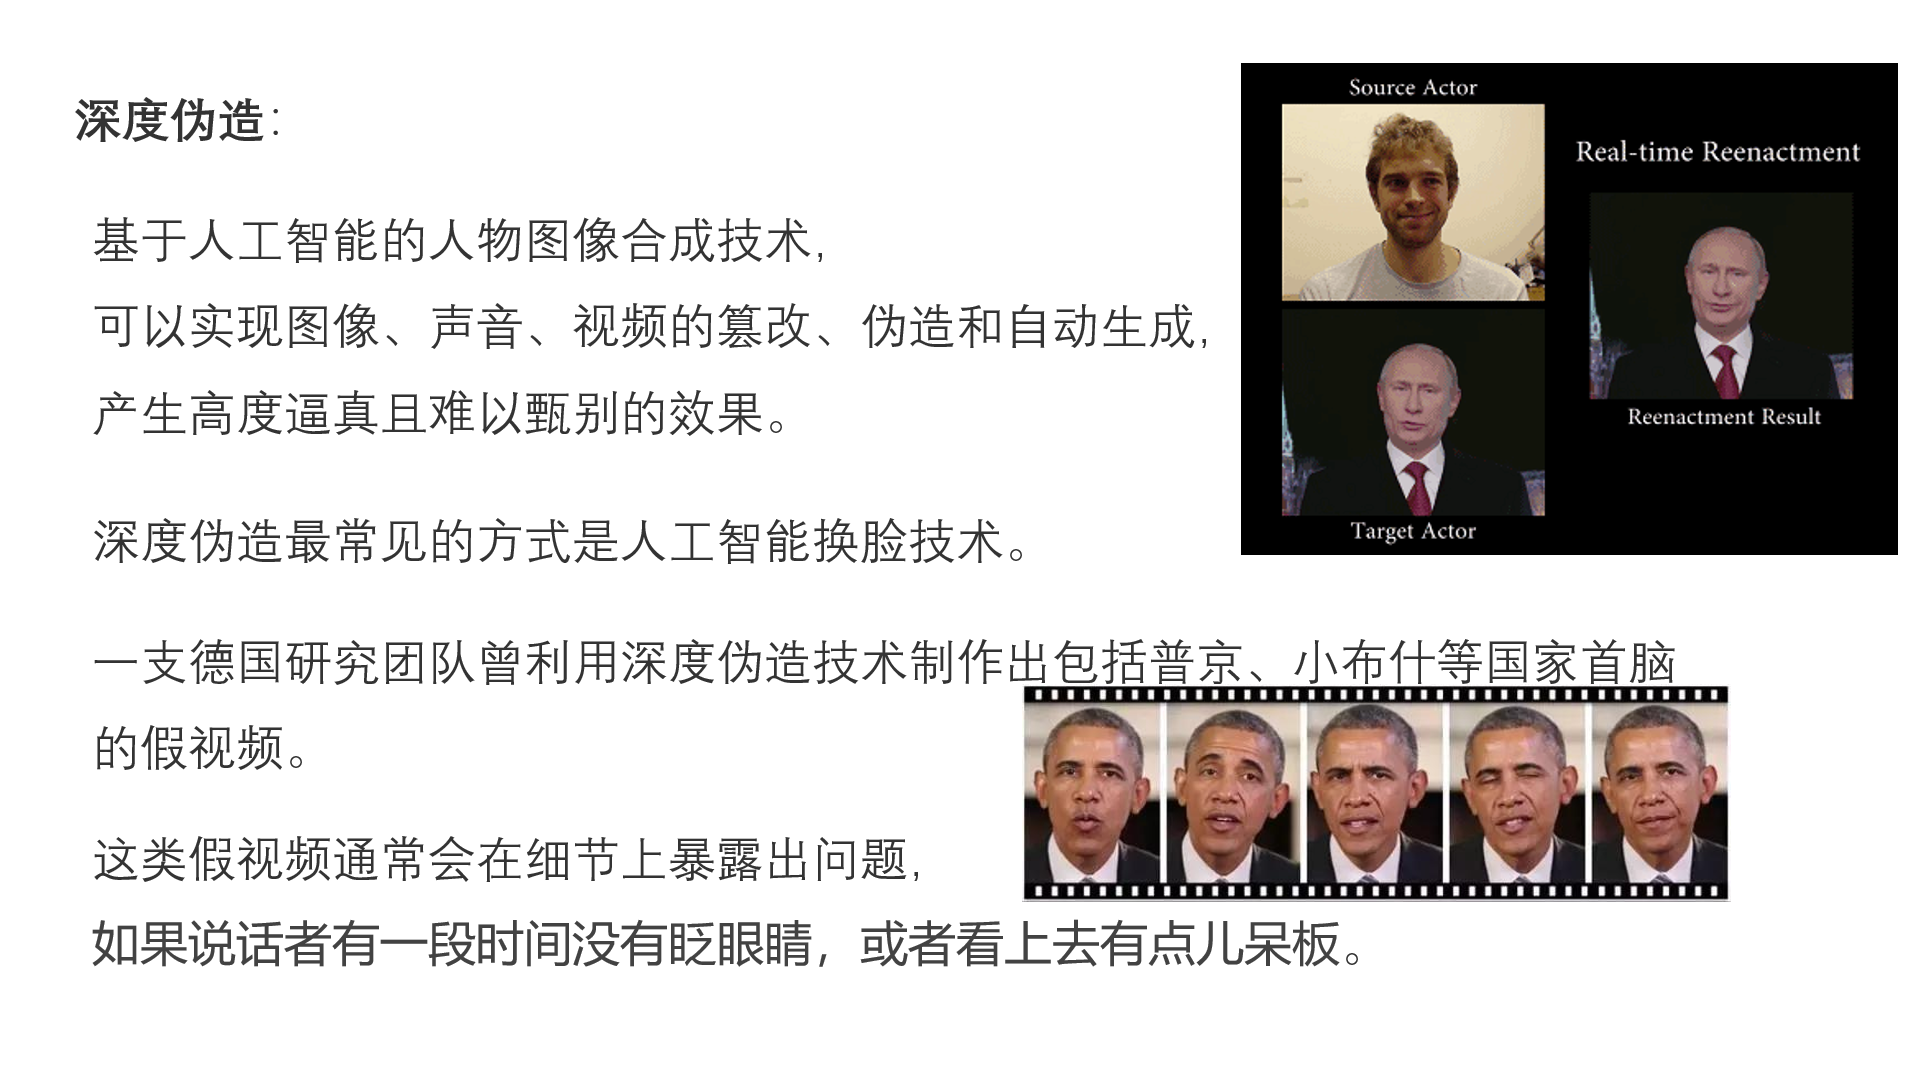 深度伪造：
基于人工智能的人物图像合成技术，
可以实现图像、声音、视频的篡改、伪造和自动生成，
产生高度逼真且难以甄别的效果。
深度伪造最常见的方式是人工智能换脸技术。
一支德国研究团队曾利用深度伪造技术制作出包括普京、小布什等国家首脑
的假视频。
这类假视频通常会在细节上暴露出问题，
如果说话者有一段时间没有眨眼睛，或者看上去有点儿呆板。
Source Actor
Real-time Reenactment
Reenactment Result
Target Actor